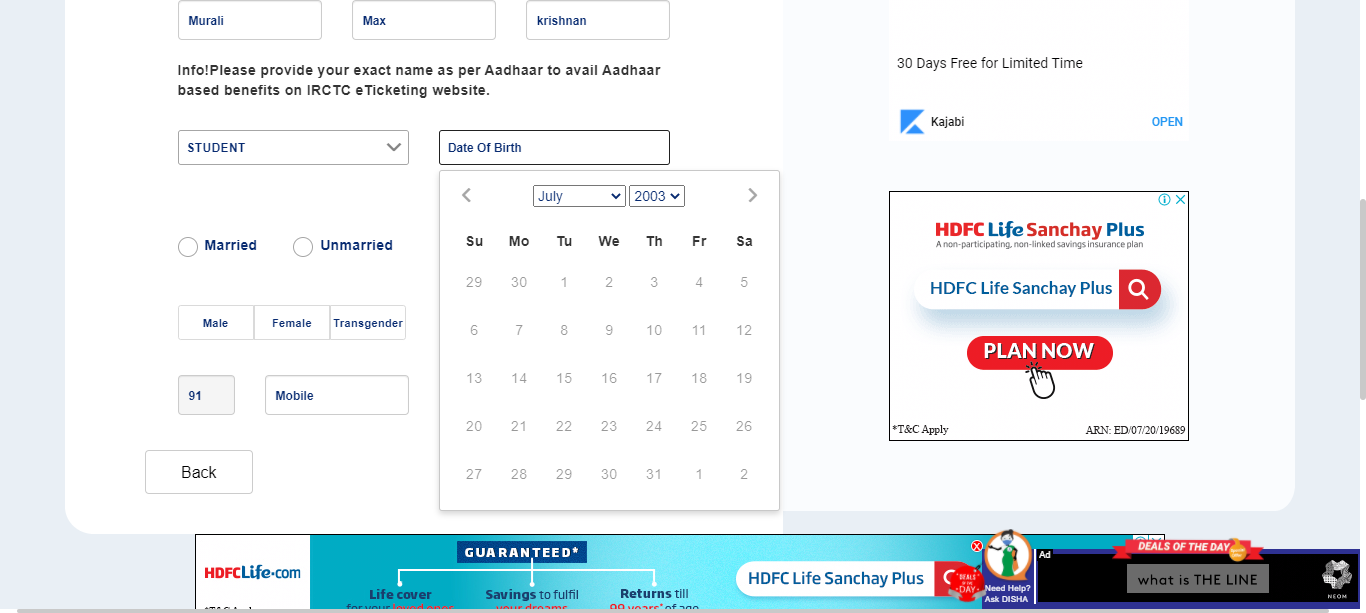 Murali Max krishnan
Info!Please provide your exact name as per Aadhaar to avail Aadhaar
based benefits on IRCTC eTicketing website.
STUDENT Date Of Birth
July 2003
Su Mo Tu We Th Fr Sa
29 30 1 2 3 4 5
6 7 8 9 10 11 12
13 14 15 16 17 18 19
20 21 22 23 24 25 26
27 28 29 30 31 1 2
Married Unmarried
Male Female Transgender
91 Mobile
Back
30 Days Free for Limited Time
Kajabi OPEN
HDFC Life Sanchay Plus
A non-participating, non-linked savings insurance plan
HDFC Life Sanchay Plus
PLAN NOW
*T&C Apply ARN: ED/07/20/19689
HDFC Life.com
*T&C Apply
GUARANTEED*
Life cover Savings to fulfil Returns till
for your loved ones your dreams 99 years* of age
HDFC Life Sanchay Plus
DEALS OF THE DAY
Need Help?
Ask DISHA
Ad
DEALS OF THE DAY
what is THE LINE
NEOM